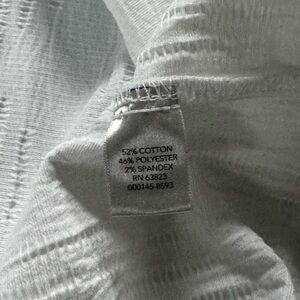 52% COTTON
46% POLYESTER
2% SPANDEX
RN 63823
000145-8593